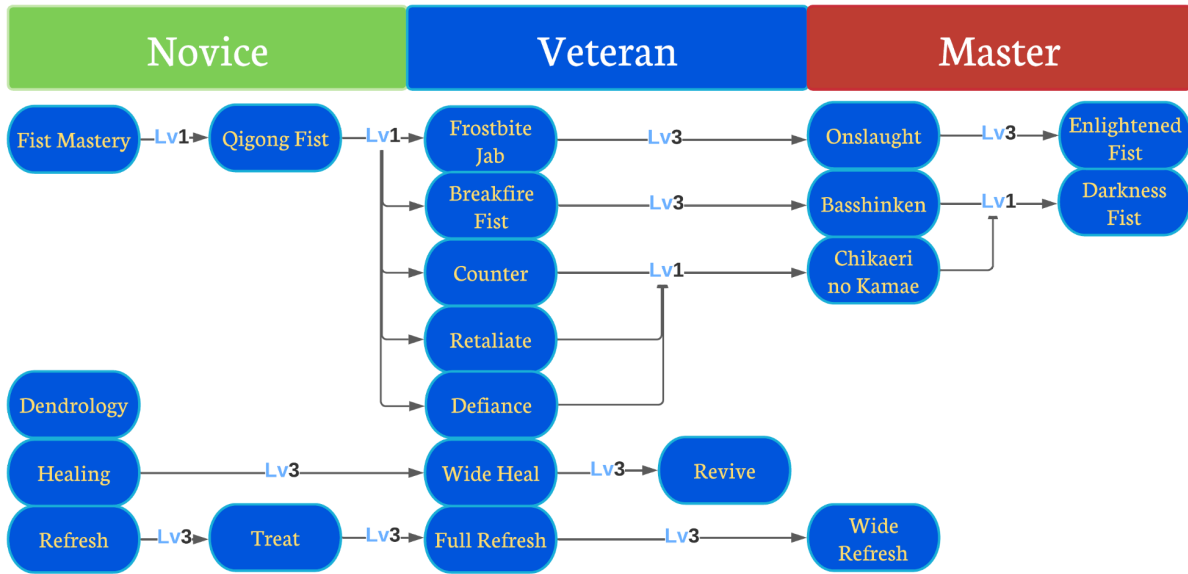 Novice
Veteran
Master
Fist Mastery
Lv1
Qigong Fist
Lv1
Frostbite
Jab
Lv3
Onslaught
Lv3
Enlightened
Fist
Breakfire
Fist
Lv3
Basshinken
Lv1
Darkness
Fist
Counter
Lv1
Chikaeri
no Kamae
Retaliate
Dendrology
Defiance
Healing
Lv3
Wide Heal
Lv3
Revive
Refresh
Lv3
Treat
Lv3
Full Refresh
Lv3
Wide
Refresh